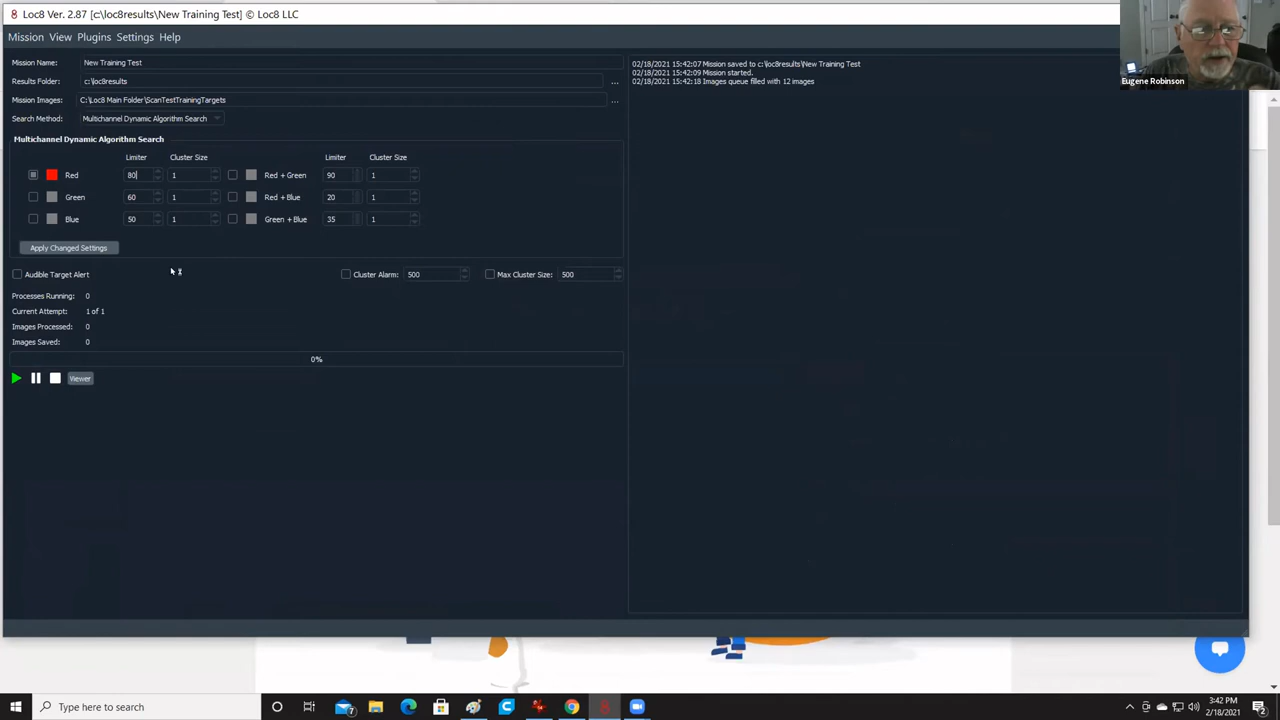 Loc8 Ver. 2.87 [c:\loc8results\New Training Test] © Loc8 LLC
Mission View Plugins Settings Help
Mission Name: New Training Test
Results Folder: c:\loc8results ...
Mission Images: C:\Loc8 Main Folder\ScanTestTrainingTargets ...
Search Method: Multichannel Dynamic Algorithm Search
Multichannel Dynamic Algorithm Search
Limiter Cluster Size Limiter Cluster Size
Red 80 1 Red + Green 90 1
Green 60 1 Red + Blue 20 1
Blue 50 1 Green + Blue 35 1
Apply Changed Settings
Audible Target Alert Cluster Alarm: 500 Max Cluster Size: 500
Processes Running: 0
Current Attempt: 1 of 1
Images Processed: 0
Images Saved: 0
0%
Viewer
02/18/2021 15:42:07 Mission saved to c:\loc8results\New Training Test
02/18/2021 15:42:09 Mission started.
02/18/2021 15:42:18 Images queue filled with 12 images
Eugene Robinson
Type here to search
7
3:42 PM
2/18/2021
2